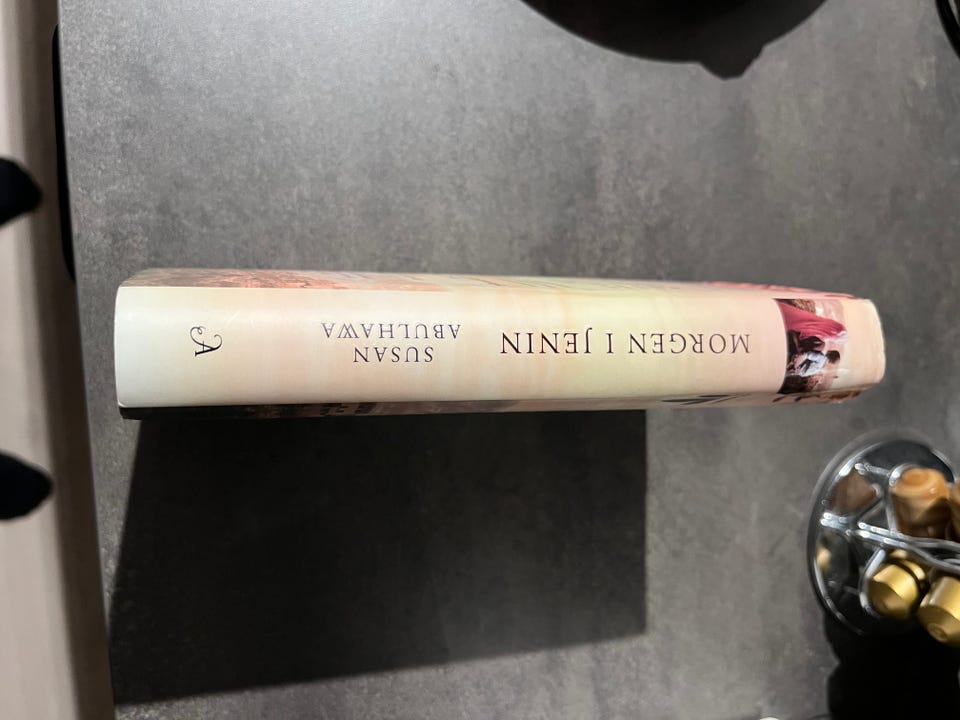 MORGEN I JENIN
SUSAN
ABULHAWA
A